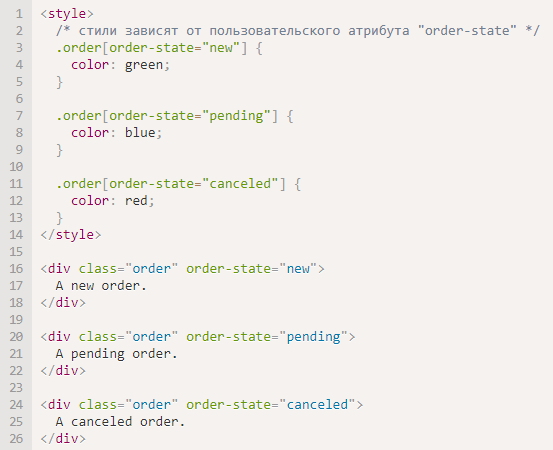 1 <style>
2   /* стили зависят от пользовательского атрибута "order-state" */
3   .order[order-state="new"] {
4     color: green;
5   }
6
7   .order[order-state="pending"] {
8     color: blue;
9   }
10
11   .order[order-state="canceled"] {
12     color: red;
13   }
14 </style>
15
16 <div class="order" order-state="new">
17   A new order.
18 </div>
19
20 <div class="order" order-state="pending">
21   A pending order.
22 </div>
23
24 <div class="order" order-state="canceled">
25   A canceled order.
26 </div>